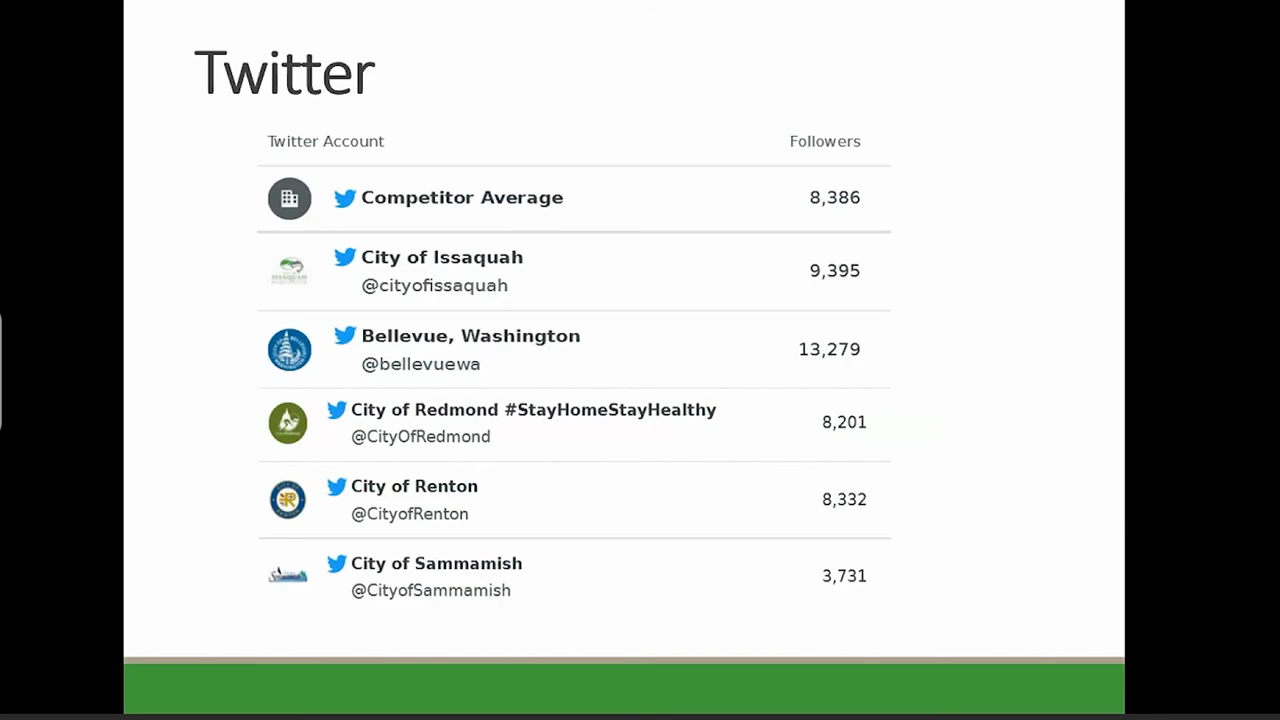 Twitter
Twitter Account Followers
Competitor Average 8,386
City of Issaquah
@cityofissaquah
9,395
Bellevue, Washington
@bellevuewa
13,279
City of Redmond #StayHomeStayHealthy
@CityOfRedmond
8,201
City of Renton
@CityofRenton
8,332
City of Sammamish
@CityofSammamish
3,731